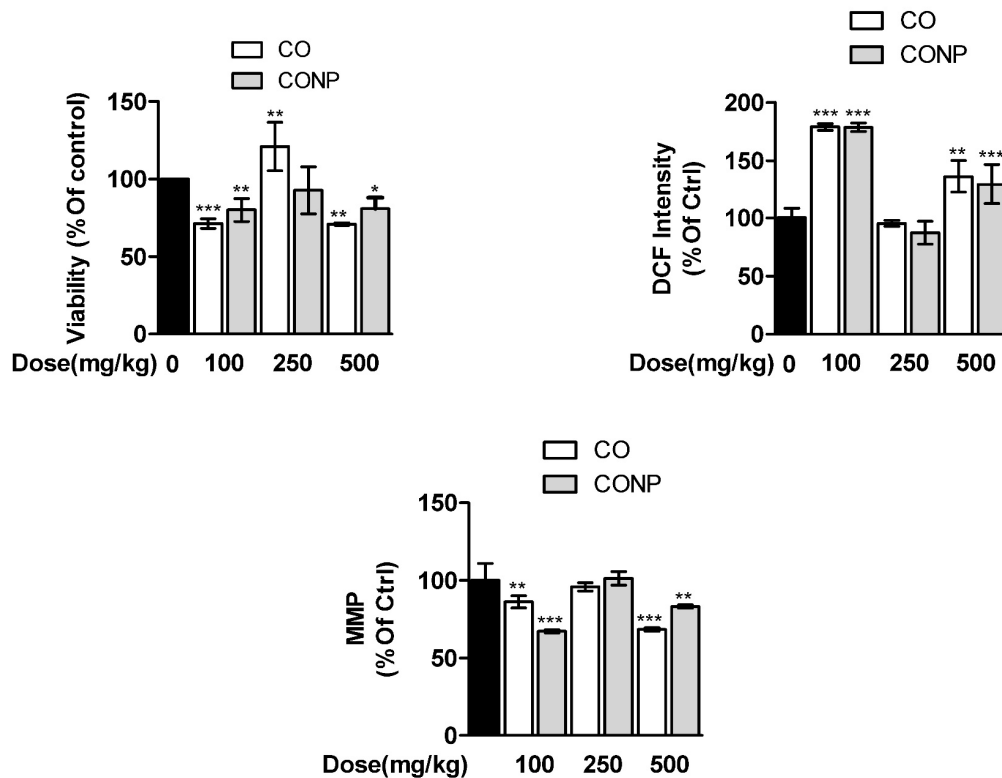 CO
CONP
Viability (% Of control)
150
100
50
0
** 
*** ** ** *
Dose(mg/kg) 0 100 250 500
CO
CONP
DCF Intensity
(% Of Ctrl)
200
150
100
50
0
*** *** ** ***
Dose(mg/kg) 0 100 250 500
CO
CONP
MMP
(% Of Ctrl)
150
100
50
0
** *** *** **
Dose(mg/kg) 100 250 500